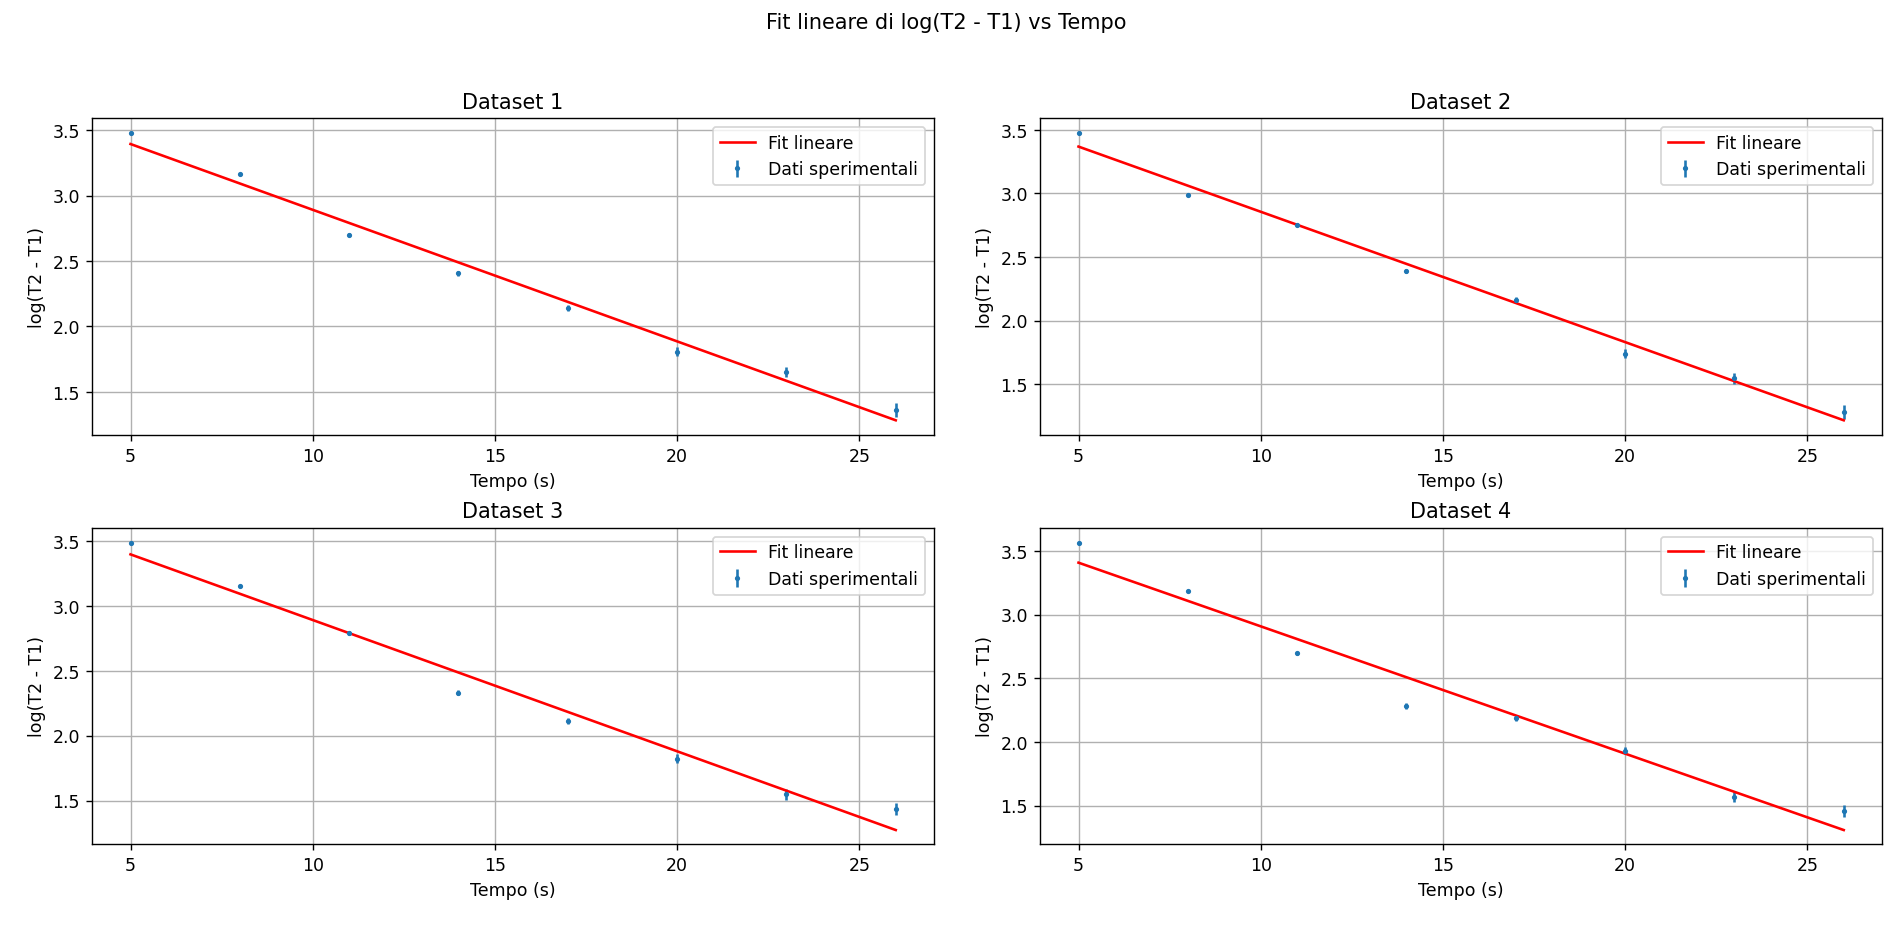 Fit lineare di log(T2 - T1) vs Tempo
Dataset 1
3.5
3.0
2.5
2.0
1.5
log(T2 - T1)
Fit lineare
Dati sperimentali
5
10
15
20
25
Tempo (s)
Dataset 2
3.5
3.0
2.5
2.0
1.5
log(T2 - T1)
Fit lineare
Dati sperimentali
5
10
15
20
25
Tempo (s)
Dataset 3
3.5
3.0
2.5
2.0
1.5
log(T2 - T1)
Fit lineare
Dati sperimentali
5
10
15
20
25
Tempo (s)
Dataset 4
3.5
3.0
2.5
2.0
1.5
log(T2 - T1)
Fit lineare
Dati sperimentali
5
10
15
20
25
Tempo (s)